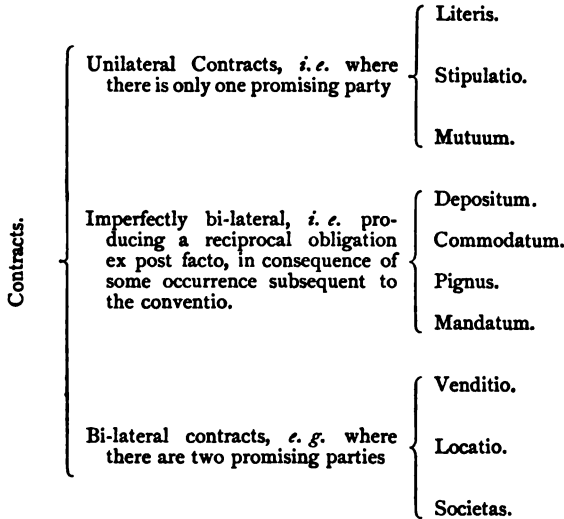 Contracts.
Unilateral Contracts, i. e. where
there is only one promising party
Literis.
Stipulatio.
Mutuum.
Imperfectly bi-lateral, i. e. pro-
ducing a reciprocal obligation
ex post facto, in consequence of
some occurrence subsequent to
the conventio.
Depositum.
Commodatum.
Pignus.
Mandatum.
Bi-lateral contracts, e. g. where
there are two promising parties
Venditio.
Locatio.
Societas.